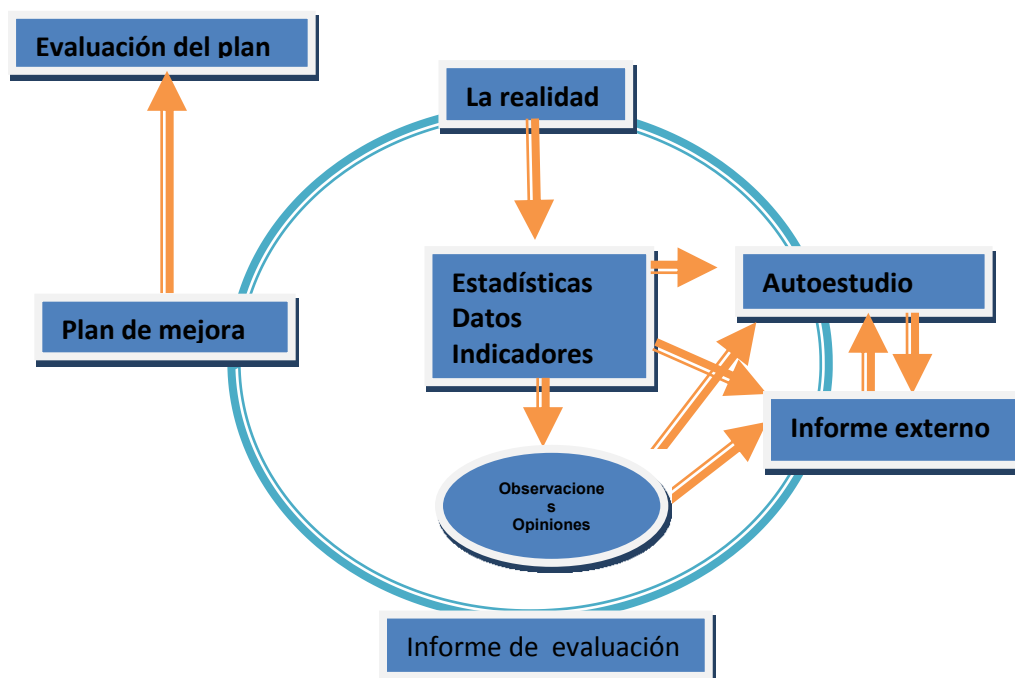 Evaluación del plan
La realidad
Estadísticas
Datos
Indicadores
Autoestudio
Plan de mejora
Informe externo
Observacione
s
Opiniones
Informe de evaluación